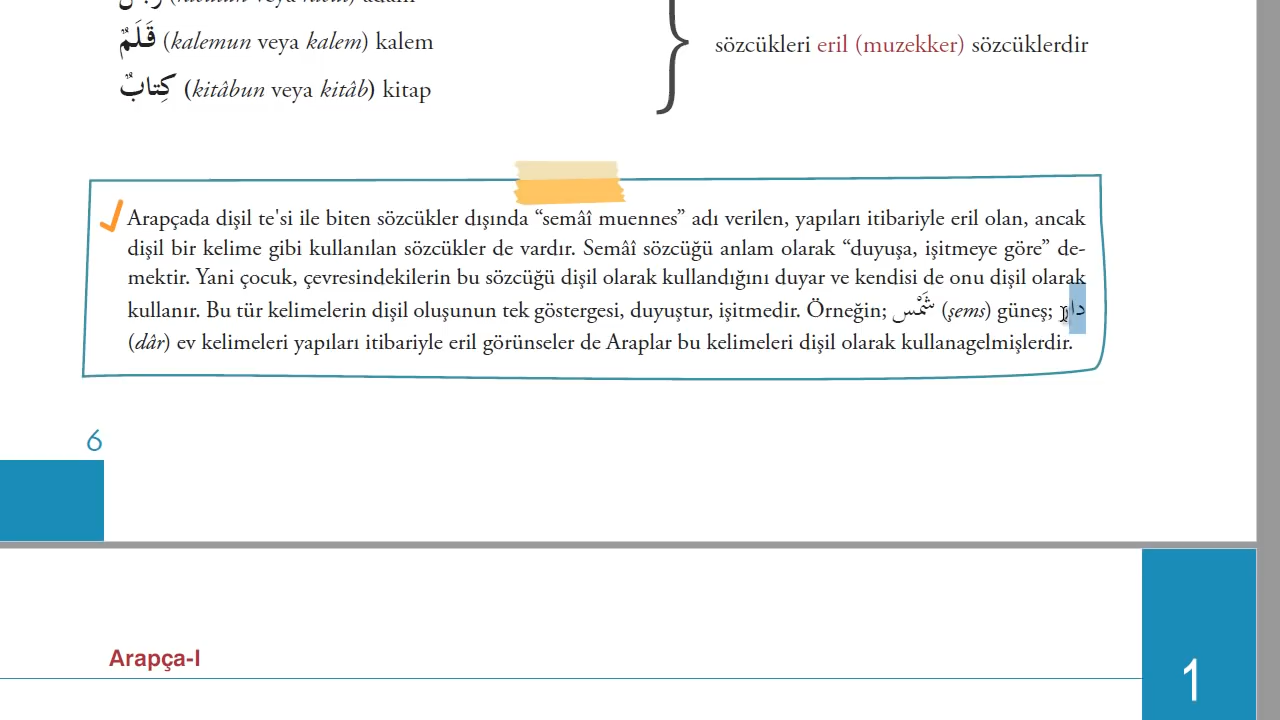 قَلَمٌ (kalemun veya kalem) kalem
sözcükleri eril (muzekker) sözcüklerdir
كِتابٌ (kitâbun veya kitâb) kitap
Arapçada dişil te'si ile biten sözcükler dışında “semâî muennes” adı verilen, yapıları itibariyle eril olan, ancak
dişil bir kelime gibi kullanılan sözcükler de vardır. Semâî sözcüğü anlam olarak “duyuşa, işitmeye göre” de-
mektir. Yani çocuk, çevresindekilerin bu sözcüğü dişil olarak kullandığını duyar ve kendisi de onu dişil olarak
kullanır. Bu tür kelimelerin dişil oluşunun tek göstergesi, duyuştur, işitmedir. Örneğin; شَمْس (şems) güneş; دار
(dâr) ev kelimeleri yapıları itibariyle eril görünseler de Araplar bu kelimeleri dişil olarak kullanagelmişlerdir.
6
Arapça-I
1